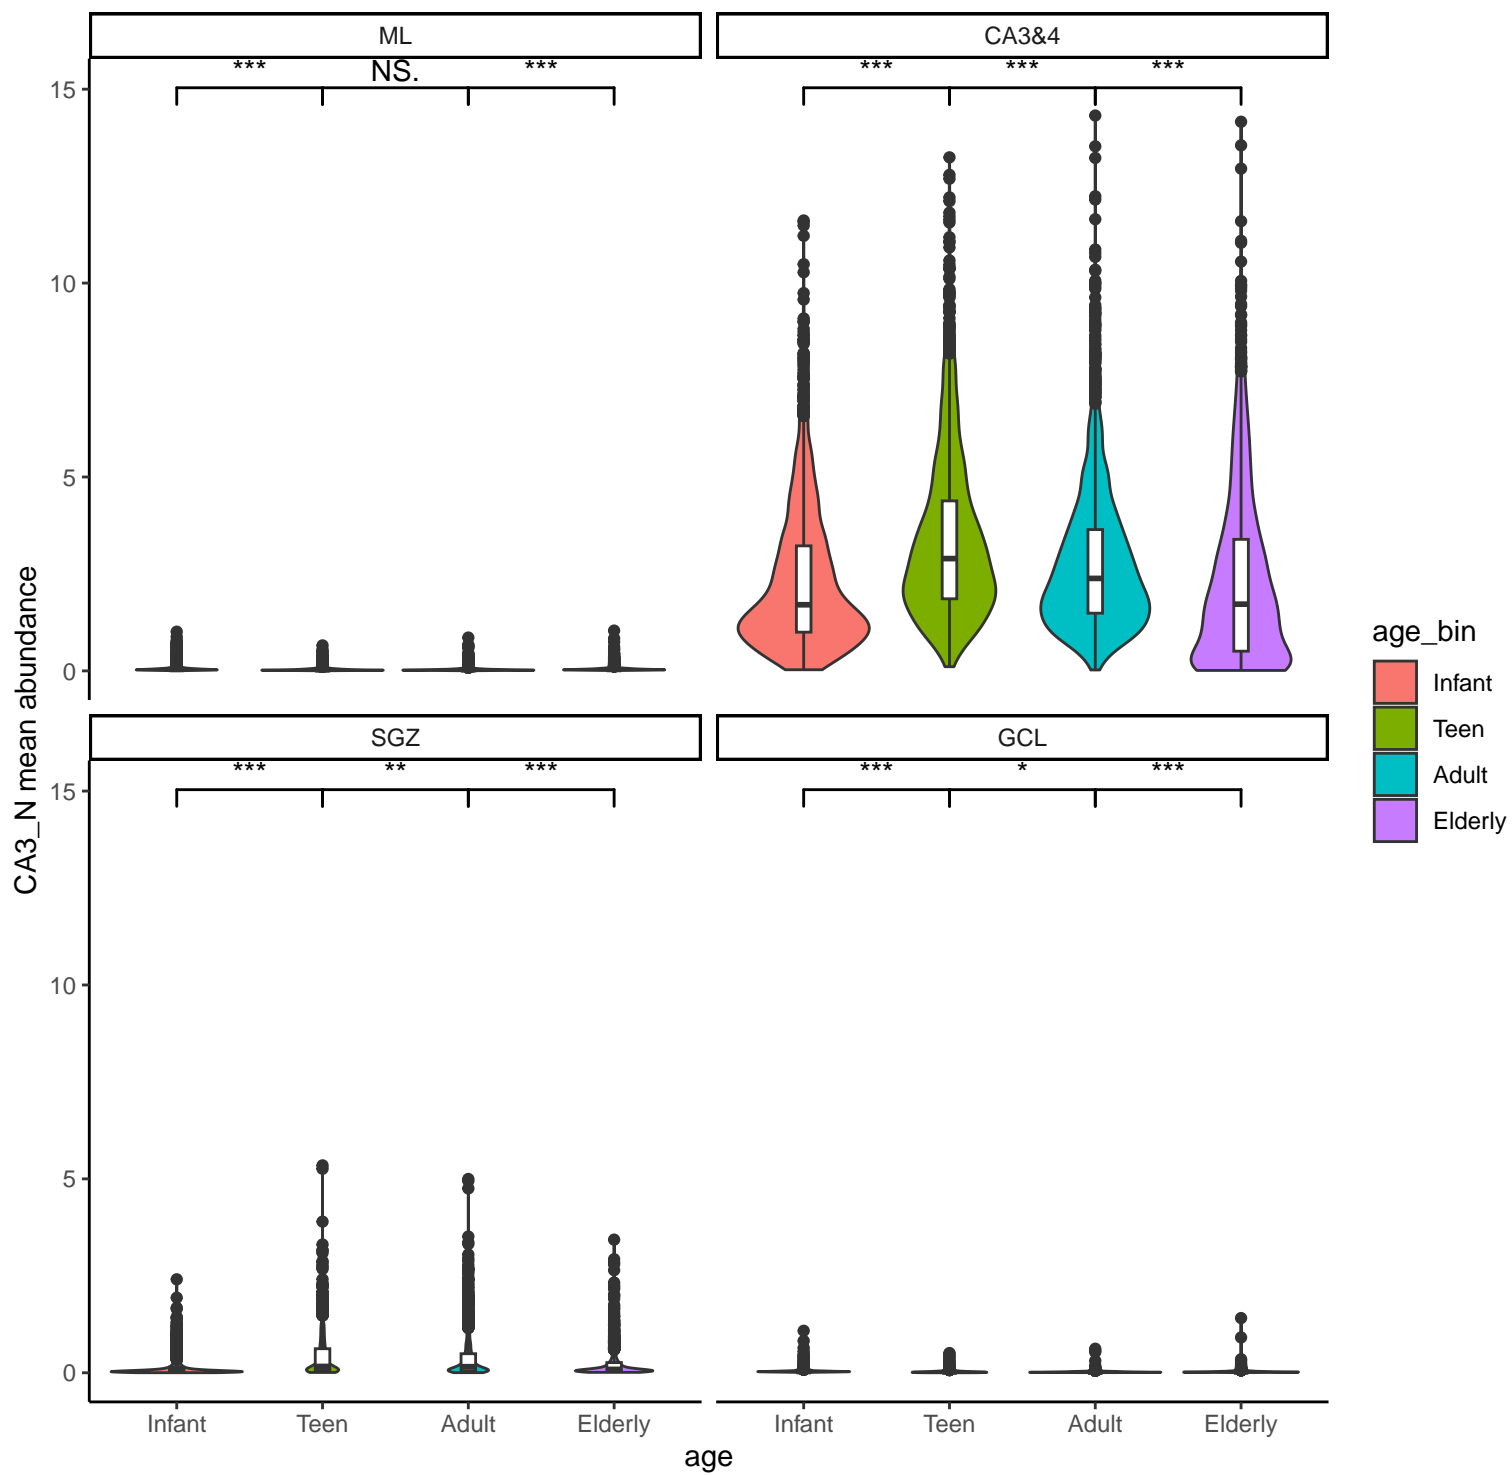 ML
CA3&4
*** NS. ***
*** *** ***
15
10
5
0
SGZ
GCL
*** ** ***
*** * ***
15
10
5
0
CA3_N mean abundance
Infant Teen Adult Elderly
Infant Teen Adult Elderly
age
age_bin
Infant
Teen
Adult
Elderly